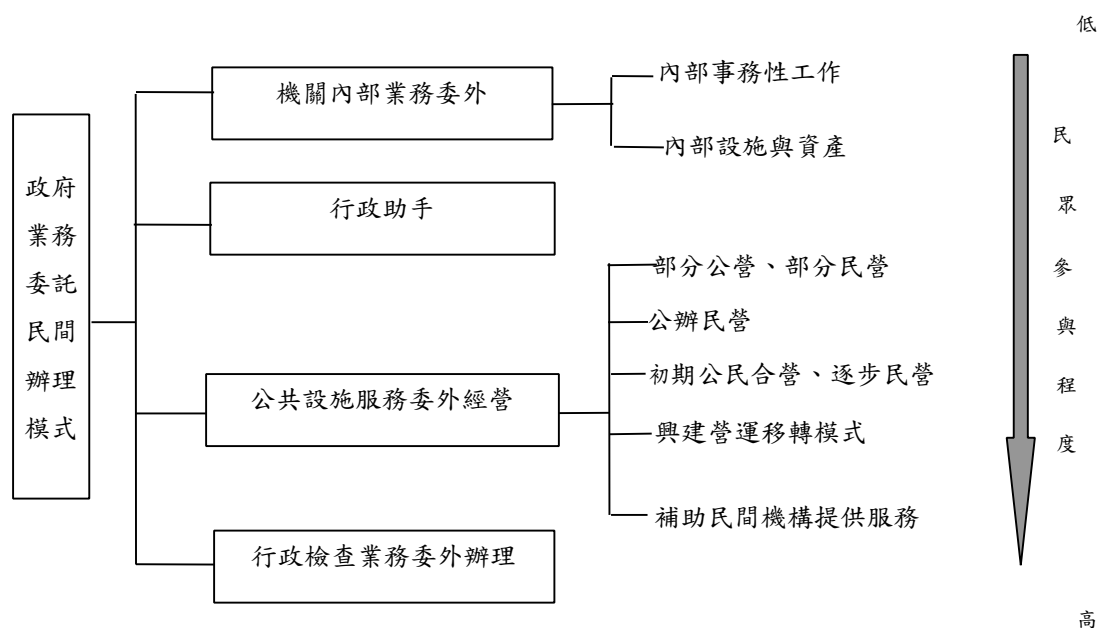 低
機關內部業務委外
內部事務性工作
內部設施與資產
政府
業務
委託
民間
辦理
模式
行政助手
公共設施服務委外經營
部分公營、部分民營
公辦民營
初期公民合營、逐步民營
興建營運移轉模式
補助民間機構提供服務
行政檢查業務委外辦理
民
眾
參
與
程
度
高